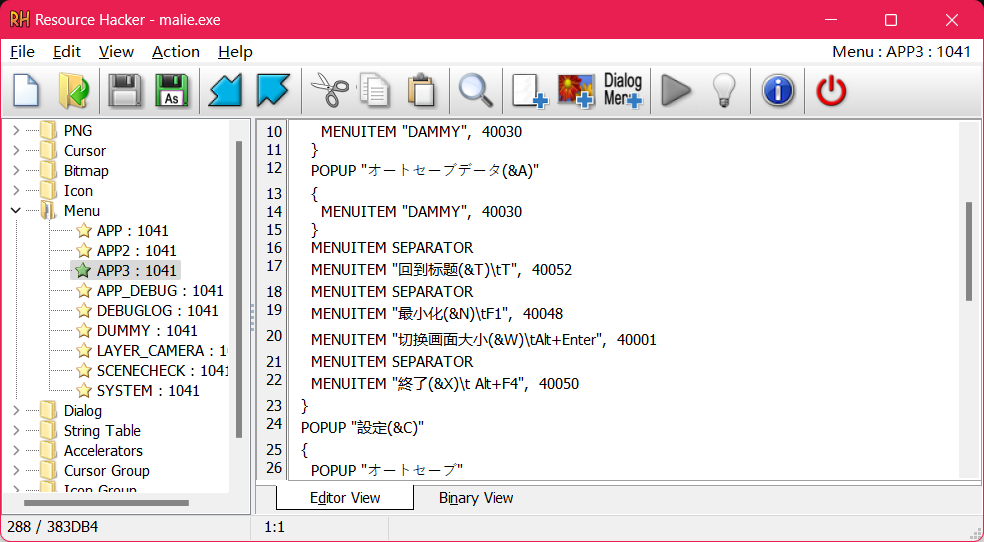 Resource Hacker - malie.exe
File Edit View Action Help Menu : APP3 : 1041
As Dialog Menu
PNG
Cursor
Bitmap
Icon
Menu
APP : 1041
APP2 : 1041
APP3 : 1041
APP_DEBUG : 1041
DEBUGLOG : 1041
DUMMY : 1041
LAYER_CAMERA : 1
SCENECHECK : 1041
SYSTEM : 1041
Dialog
String Table
Accelerators
Cursor Group
Icon Group
10 MENUITEM "DAMMY", 40030
11 }
12 POPUP "オートセーブデータ(&A)"
13 {
14 MENUITEM "DAMMY", 40030
15 }
16 MENUITEM SEPARATOR
17 MENUITEM "回到标题(&T)\tT", 40052
18 MENUITEM SEPARATOR
19 MENUITEM "最小化(&N)\tF1", 40048
20 MENUITEM "切换画面大小(&W)\tAlt+Enter", 40001
21 MENUITEM SEPARATOR
22 MENUITEM "終了(&X)\t Alt+F4", 40050
23 }
24 POPUP "設定(&C)"
25 {
26 POPUP "オートセーブ"
Editor View Binary View
288 / 383DB4 1:1